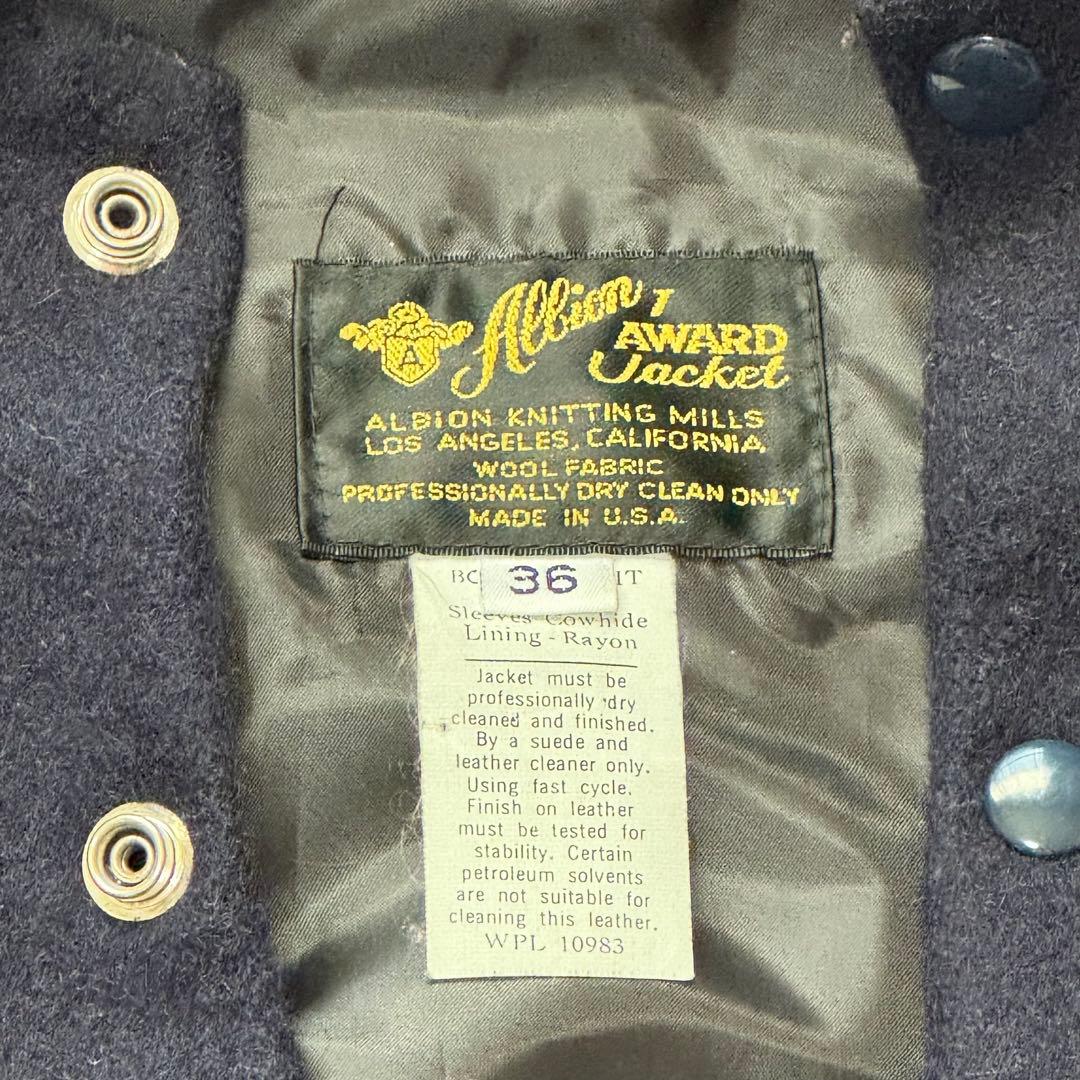 A
Albion
AWARD
Jacket
ALBION KNITTING MILLS
LOS ANGELES, CALIFORNIA
WOOL FABRIC
PROFESSIONALLY DRY CLEAN ONLY
MADE IN U.S.A.
36
Sleeves - Cowhide
Lining - Rayon
Jacket must be
professionally dry
cleaned and finished.
By a suede and
leather cleaner only.
Using fast cycle.
Finish on leather
must be tested for
stability. Certain
petroleum solvents
are not suitable for
cleaning this leather.
WPL 10983